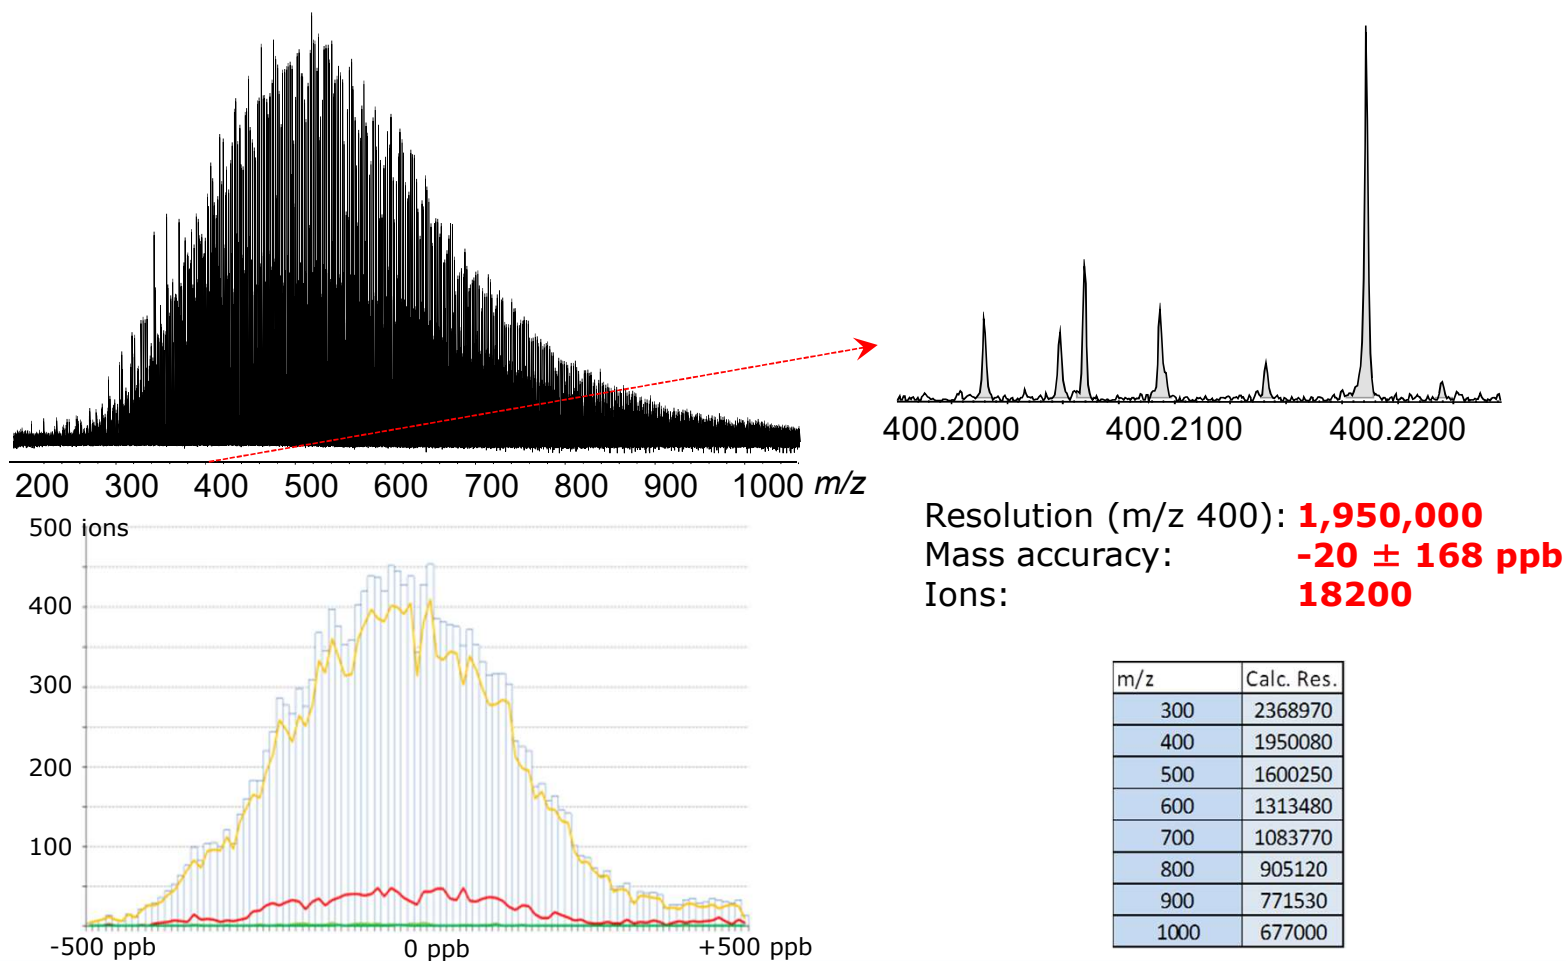 400.2000 400.2100 400.2200
200 300 400 500 600 700 800 900 1000 m/z
Resolution (m/z 400): 1,950,000
Mass accuracy: -20 ± 168 ppb
Ions: 18200
500 ions
400
300
200
100
-500 ppb 0 ppb +500 ppb
m/z Calc. Res.
300 2368970
400 1950080
500 1600250
600 1313480
700 1083770
800 905120
900 771530
1000 677000